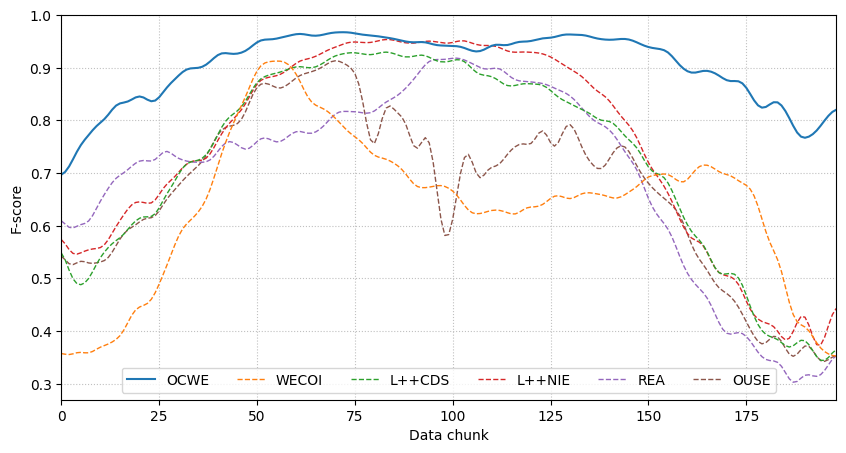 1.0
0.9
0.8
0.7
0.6
0.5
0.4
0.3
F-score
OCWE WECOI L++CDS L++NIE REA OUSE
0 25 50 75 100 125 150 175
Data chunk